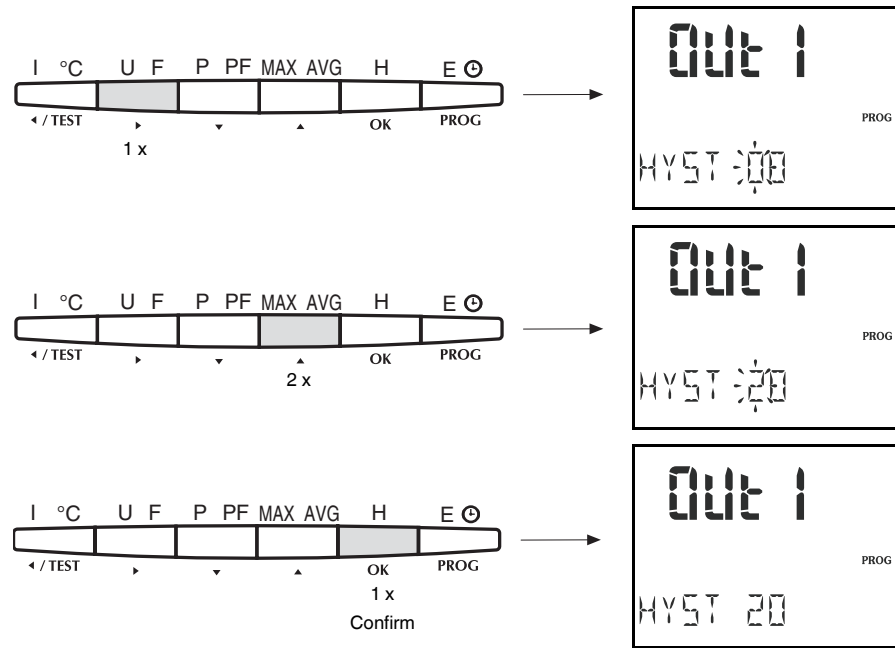 I °C U F P PF MAX AVG H E
◂ / TEST ▸ ▾ ▴ OK PROG
1 x
OUt 1
PROG
HYST 00
I °C U F P PF MAX AVG H E
◂ / TEST ▸ ▾ ▴ OK PROG
2 x
OUt 1
PROG
HYST 20
I °C U F P PF MAX AVG H E
◂ / TEST ▸ ▾ ▴ OK PROG
1 x
Confirm
OUt 1
PROG
HYST 20